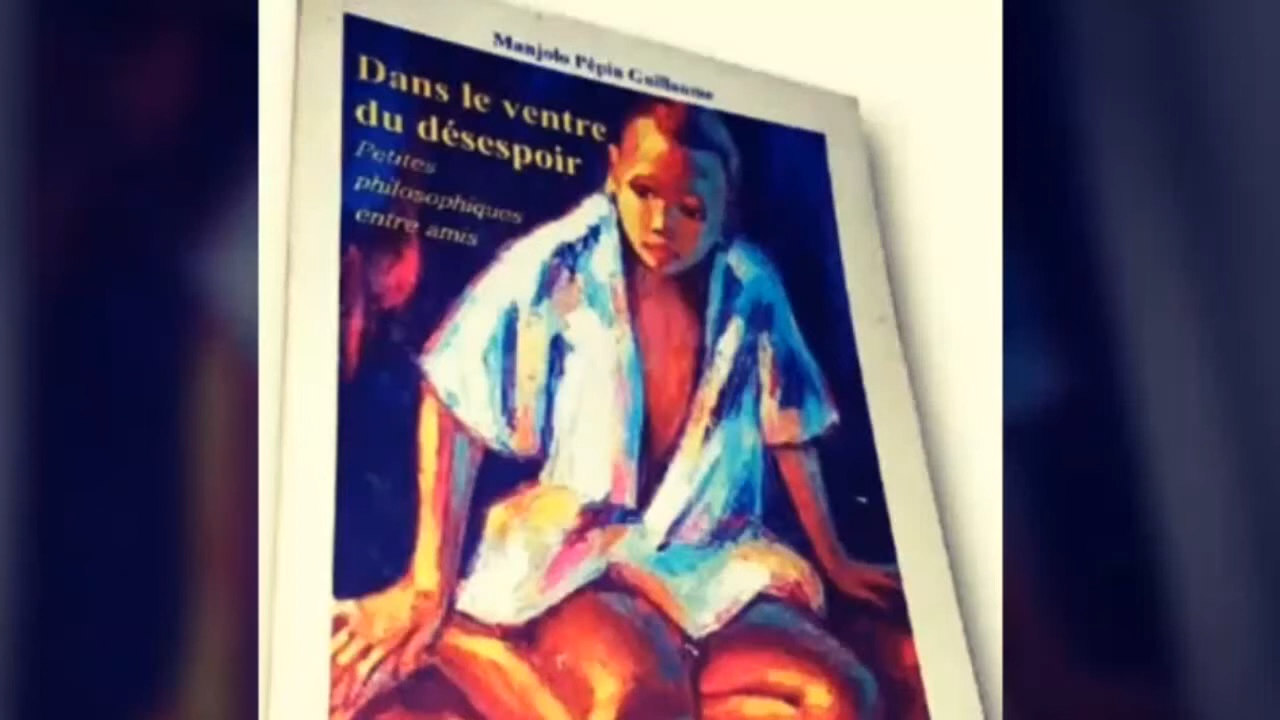 Manjolo Pépin Guillaume
Dans le ventre
du désespoir
Petites
philosophiques
entre amis